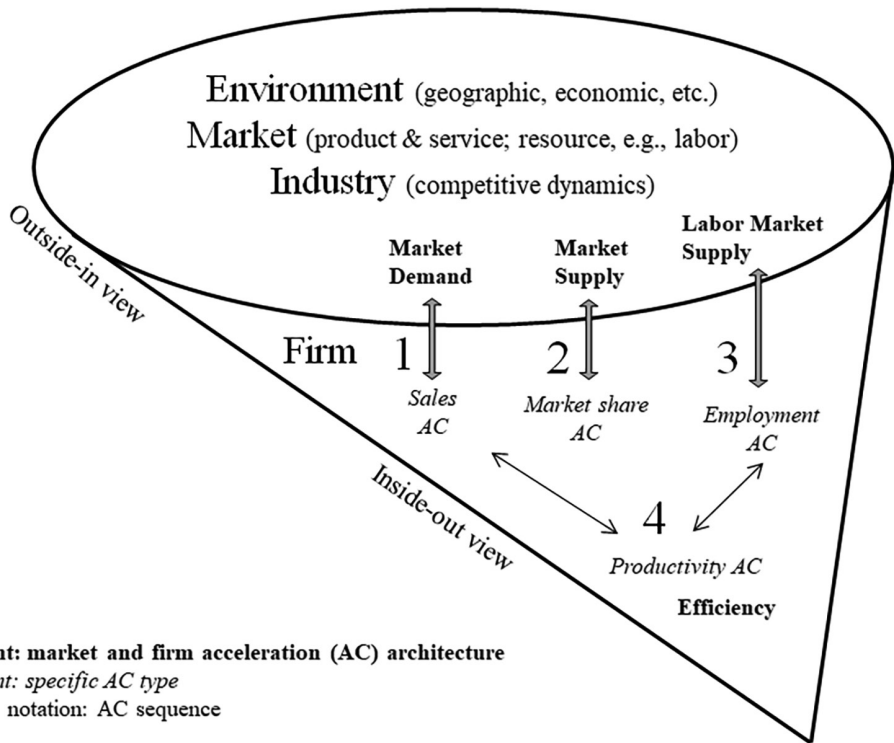 Environment (geographic, economic, etc.)
Market (product & service; resource, e.g., labor)
Industry (competitive dynamics)
Outside-in view
Market
Demand
Market
Supply
Labor Market
Supply
Firm
1
2
3
Sales
AC
Market share
AC
Employment
AC
Inside-out view
4
Productivity AC
Efficiency
nt: market and firm acceleration (AC) architecture
nt: specific AC type
notation: AC sequence